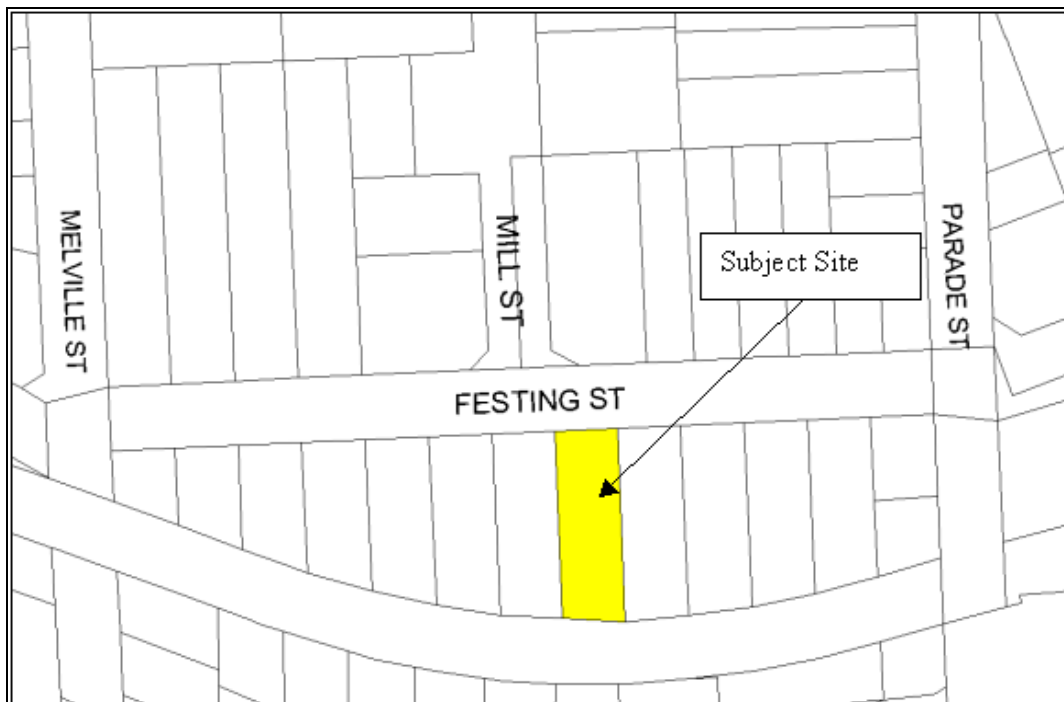 MELVILLE ST
MILL ST
PARADE ST
Subject Site
FESTING ST